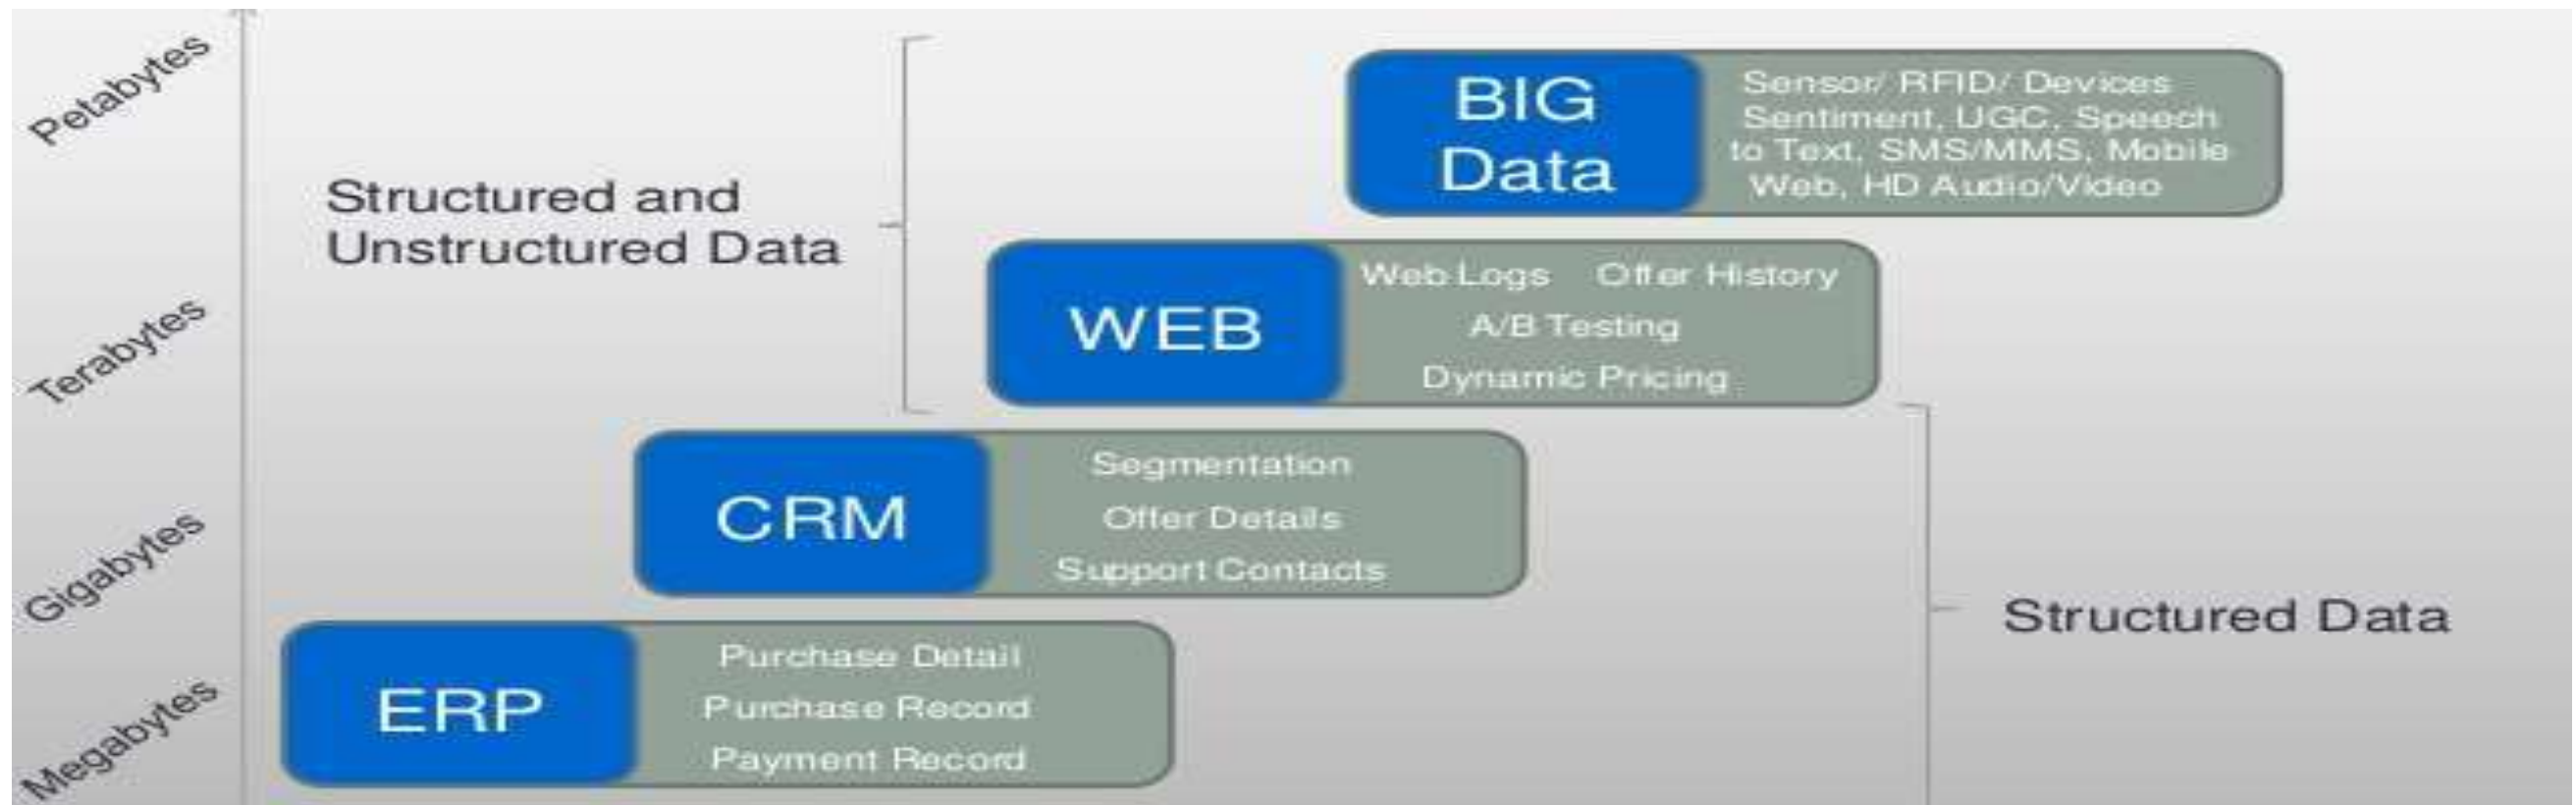 Petabytes
Terabytes
Gigabytes
Megabytes
Structured and
Unstructured Data
BIG
Data
Sensor/ RFID/ Devices
Sentiment, UGC, Speech
to Text, SMS/MMS, Mobile
Web, HD Audio/Video
WEB
Web Logs Offer History
A/B Testing
Dynamic Pricing
CRM
Segmentation
Offer Details
Support Contacts
Structured Data
ERP
Purchase Detail
Purchase Record
Payment Record